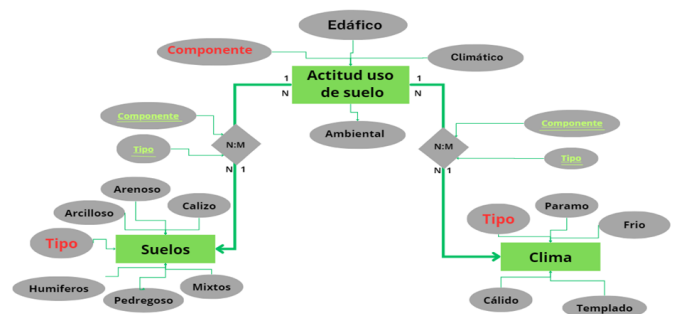 Edáfico
Componente
Climático
Actitud uso
de suelo
1
N
1
N
Ambiental
Componente
Tipo
N:M
N 1
Componente
Tipo
N:M
N 1
Arenoso
Calizo
Arcilloso
Tipo
Suelos
Humiferos
Pedregoso
Mixtos
Paramo
Tipo
Frio
Clima
Cálido
Templado